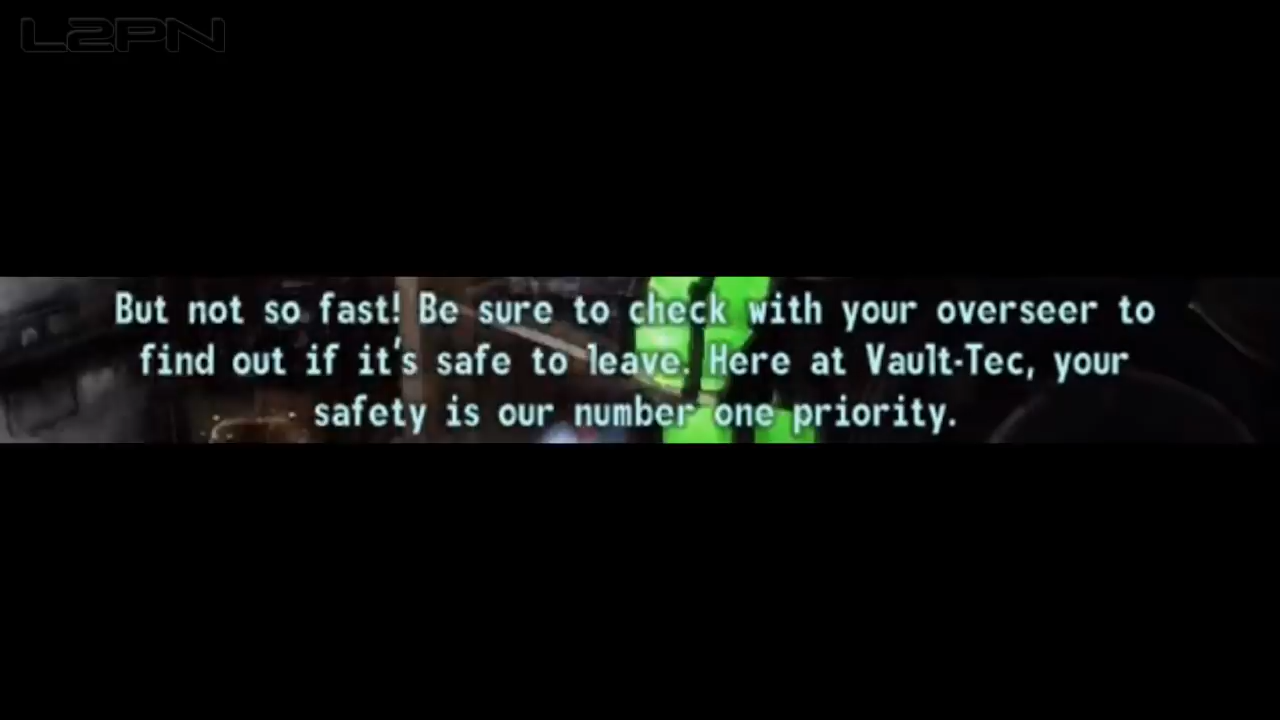 L2PN
But not so fast! Be sure to check with your overseer to
find out if it's safe to leave. Here at Vault-Tec, your
safety is our number one priority.